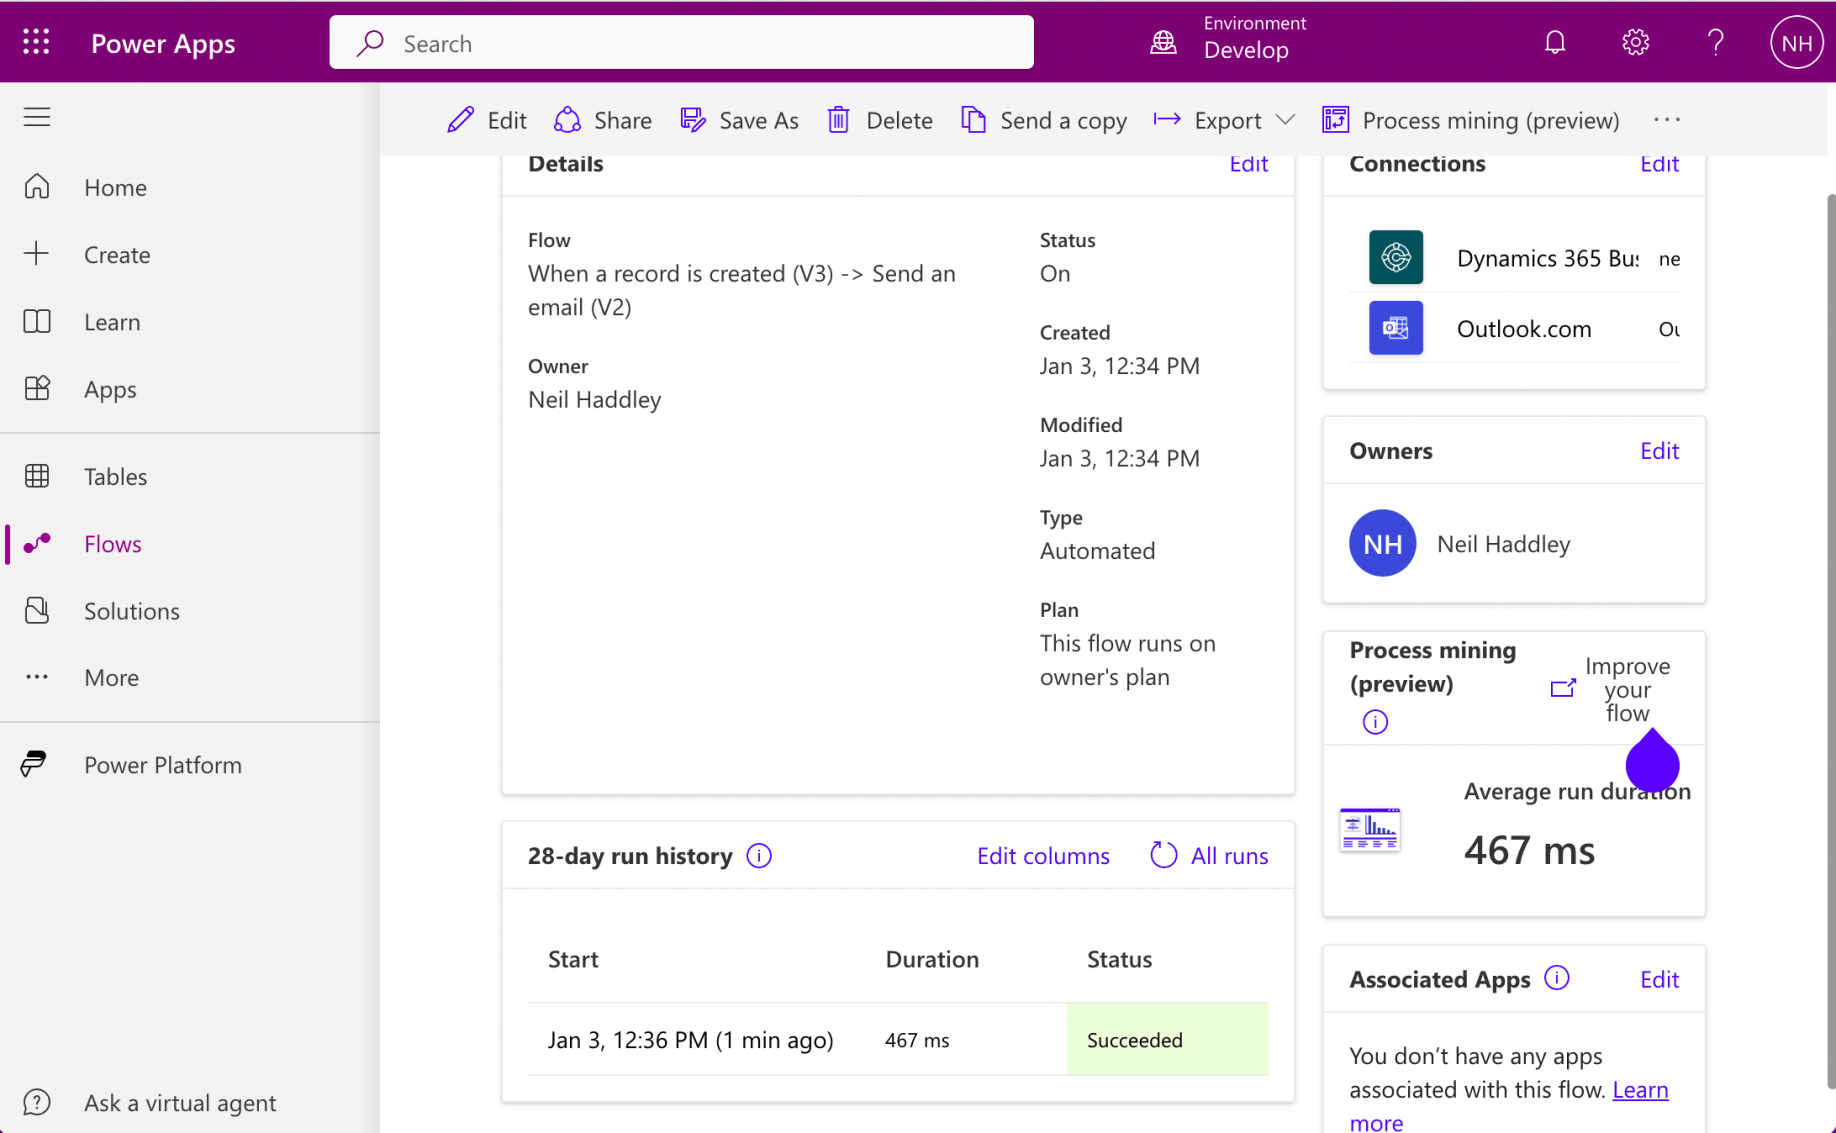 Power Apps
Search
Environment
Develop
NH
Edit
Share
Save As
Delete
Send a copy
Export
Process mining (preview)
Home
Create
Learn
Apps
Tables
Flows
Solutions
More
Power Platform
Ask a virtual agent
Details
Edit
Flow
When a record is created (V3) -> Send an
email (V2)
Owner
Neil Haddley
Status
On
Created
Jan 3, 12:34 PM
Modified
Jan 3, 12:34 PM
Type
Automated
Plan
This flow runs on
owner's plan
28-day run history
Edit columns
All runs
Start Duration Status
Jan 3, 12:36 PM (1 min ago) 467 ms Succeeded
Connections
Edit
Dynamics 365 Bus ne
Outlook.com Ou
Owners
Edit
NH
Neil Haddley
Process mining
(preview)
Improve
your
flow
Average run duration
467 ms
Associated Apps
Edit
You don’t have any apps
associated with this flow. Learn
more